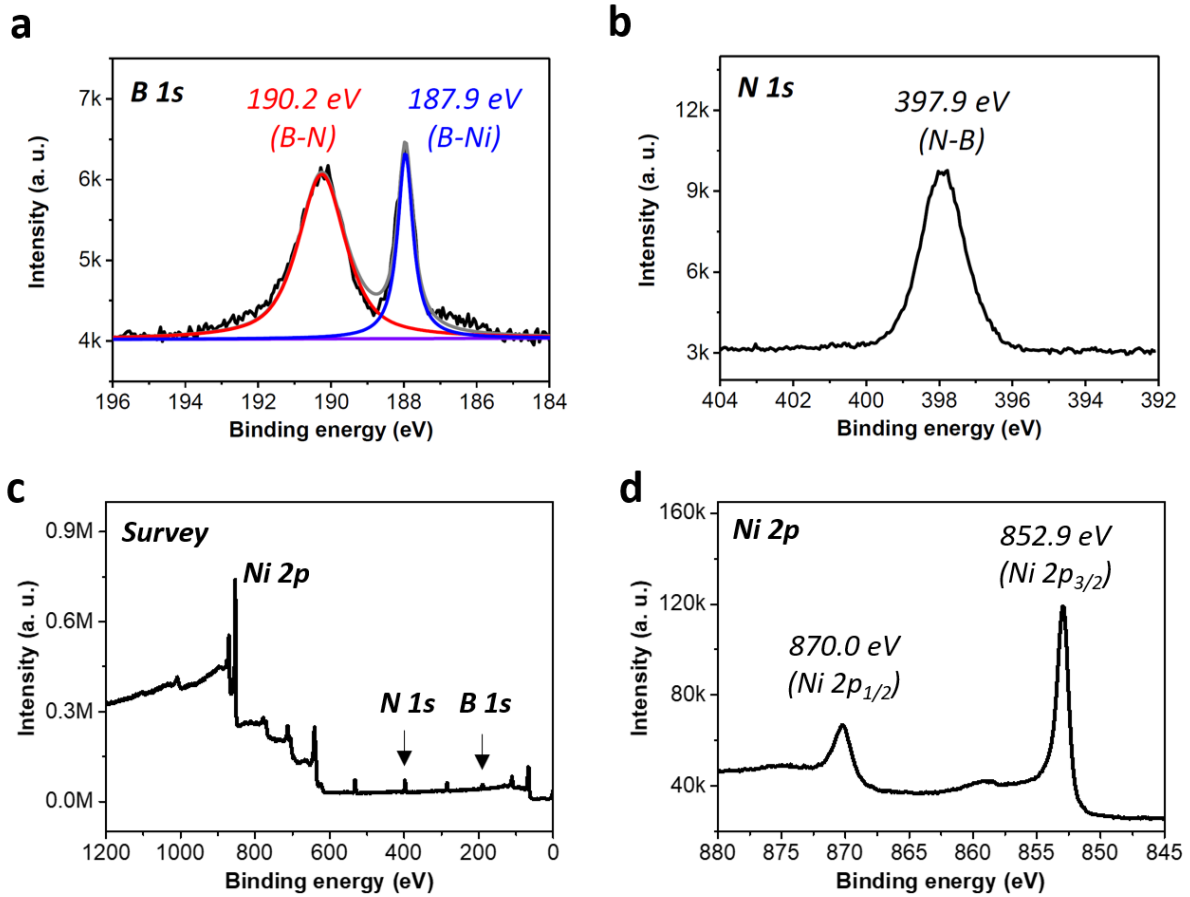 a
B 1s
190.2 eV
(B-N)
187.9 eV
(B-Ni)
7k
6k
5k
4k
Intensity (a. u.)
196 194 192 190 188 186 184
Binding energy (eV)
b
N 1s
397.9 eV
(N-B)
12k
9k
6k
3k
Intensity (a. u.)
404 402 400 398 396 394 392
Binding energy (eV)
c
Survey
Ni 2p
N 1s
B 1s
0.9M
0.6M
0.3M
0.0M
Intensity (a. u.)
1200 1000 800 600 400 200 0
Binding energy (eV)
d
Ni 2p
852.9 eV
(Ni 2p3/2)
870.0 eV
(Ni 2p1/2)
160k
120k
80k
40k
Intensity (a. u.)
880 875 870 865 860 855 850 845
Binding energy (eV)